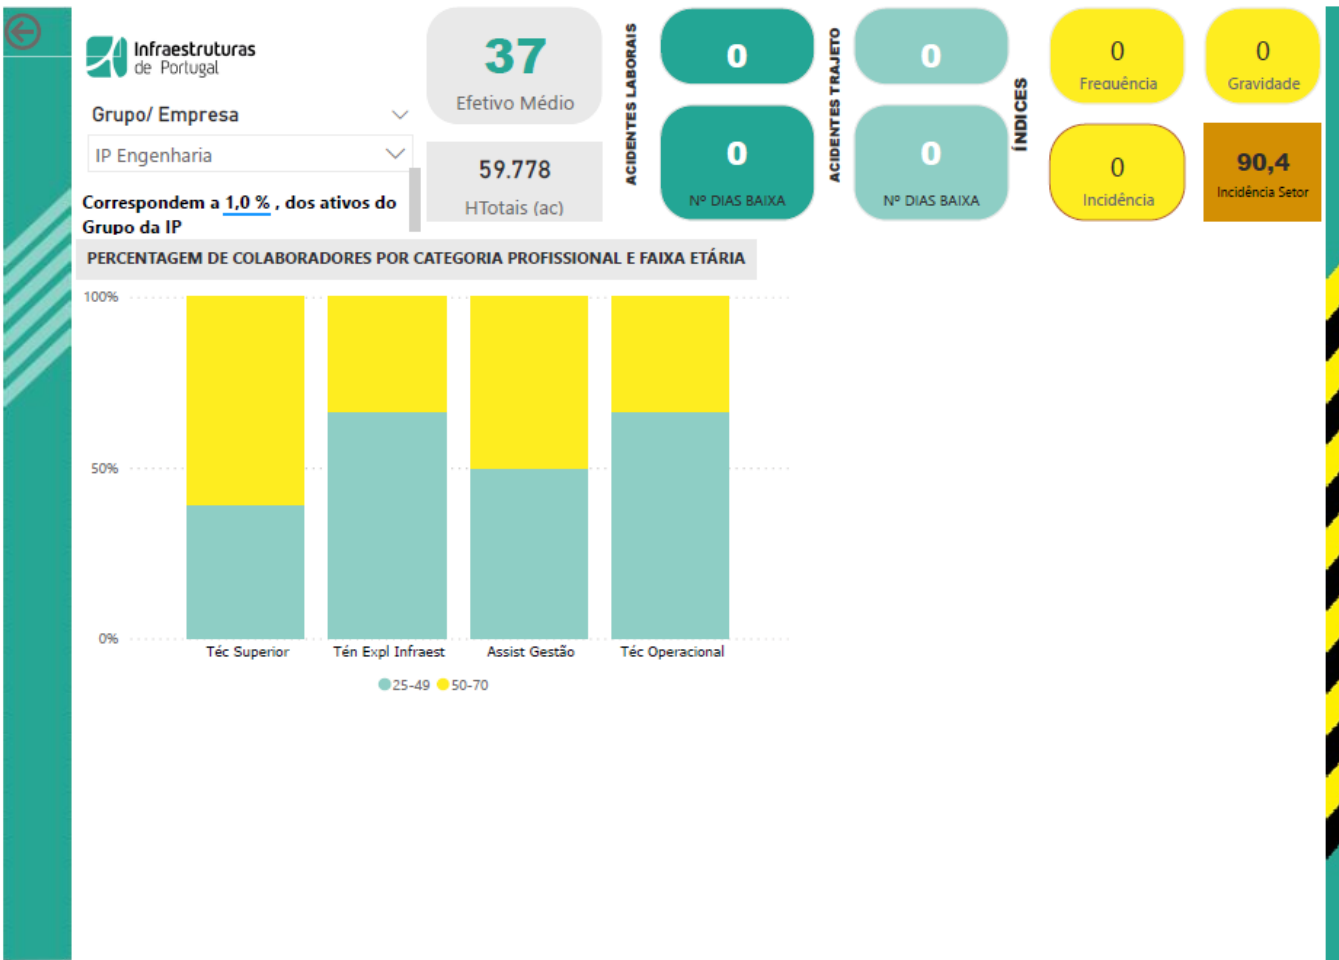 Infraestruturas
de Portugal
Grupo/ Empresa
IP Engenharia
Correspondem a 1,0 % , dos ativos do
Grupo da IP
37
Efetivo Médio
59.778
HTotais (ac)
ACIDENTES LABORAIS
0
0
Nº DIAS BAIXA
ACIDENTES TRAJETO
0
0
Nº DIAS BAIXA
ÍNDICES
0
Frequência
0
Gravidade
0
Incidência
90,4
Incidência Setor
PERCENTAGEM DE COLABORADORES POR CATEGORIA PROFISSIONAL E FAIXA ETÁRIA
100%
50%
0%
Téc Superior
Tén Expl Infraest
Assist Gestão
Téc Operacional
25-49
50-70